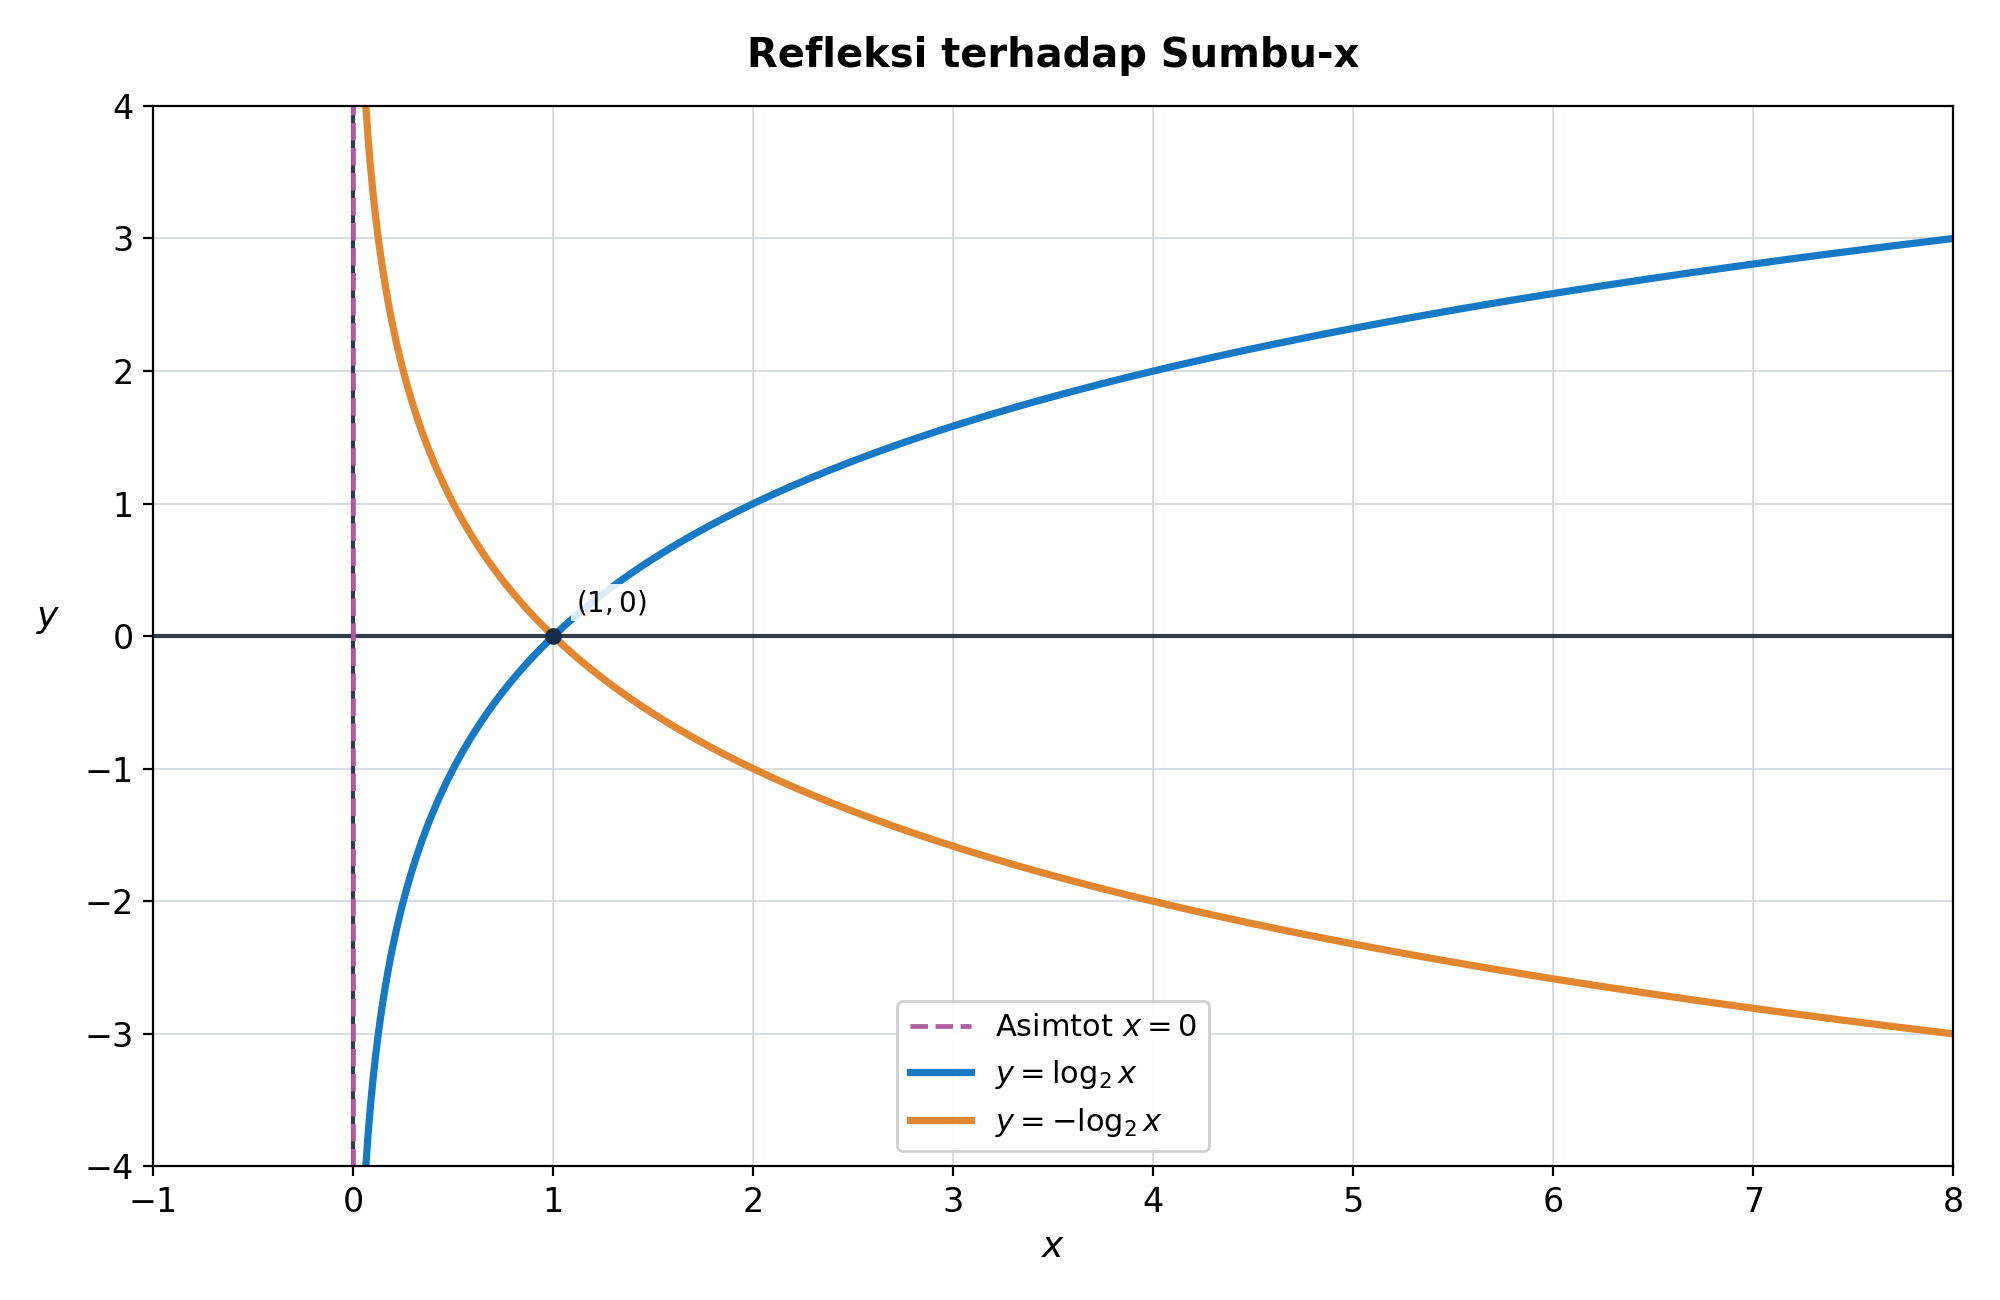 Refleksi terhadap Sumbu-x
4
3
2
1
0
−1
−2
−3
−4
y
(1, 0)
Asimtot x = 0
y = log₂ x
y = −log₂ x
−1 0 1 2 3 4 5 6 7 8
x